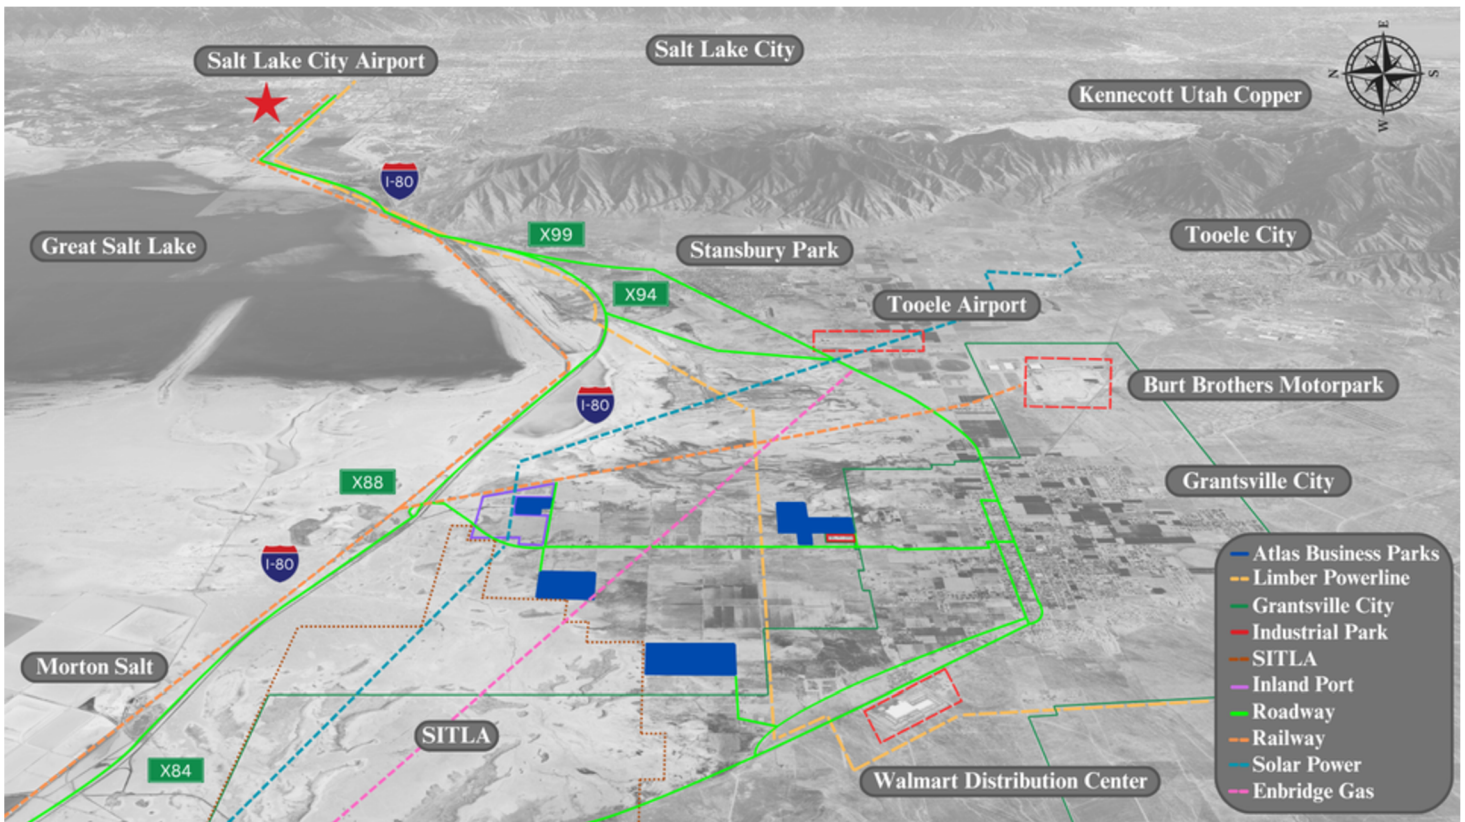 E
Salt Lake City
Salt Lake City Airport
N
S
Kennecott Utah Copper
W
I-80
X99
Tooele City
Great Salt Lake
Stansbury Park
X94
Tooele Airport
Burt Brothers Motorpark
I-80
X88
Grantsville City
I-80
Atlas Business Parks
Limber Powerline
Grantsville City
Industrial Park
SITLA
Inland Port
Roadway
Railway
Solar Power
Enbridge Gas
Morton Salt
SITLA
X84
Walmart Distribution Center